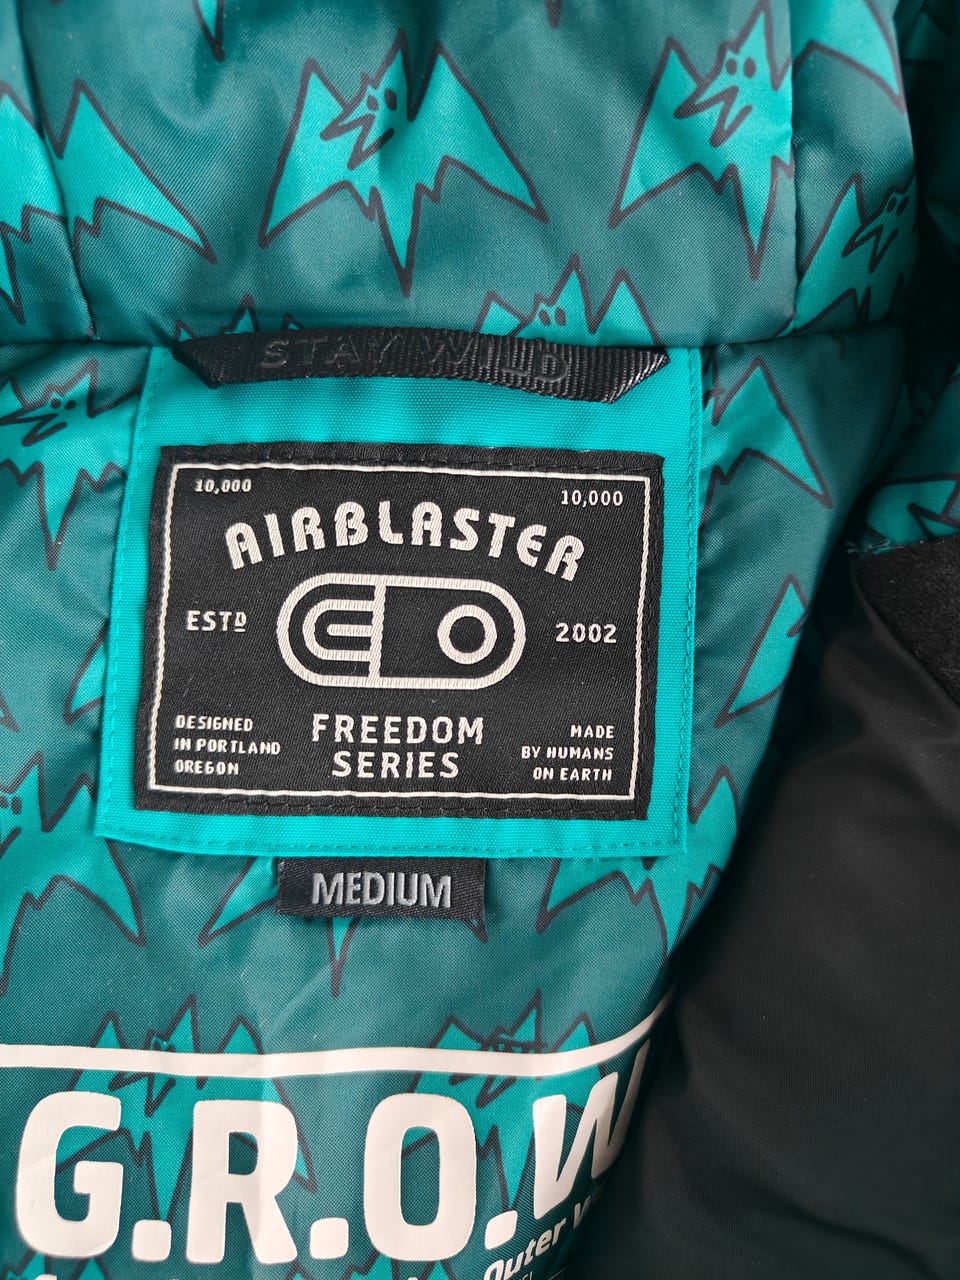 STAY WILD
10,000
10,000
AIRBLASTER
ESTD
2002
DESIGNED
IN PORTLAND
OREGON
FREEDOM
SERIES
MADE
BY HUMANS
ON EARTH
MEDIUM
G.R.O.W
Outer